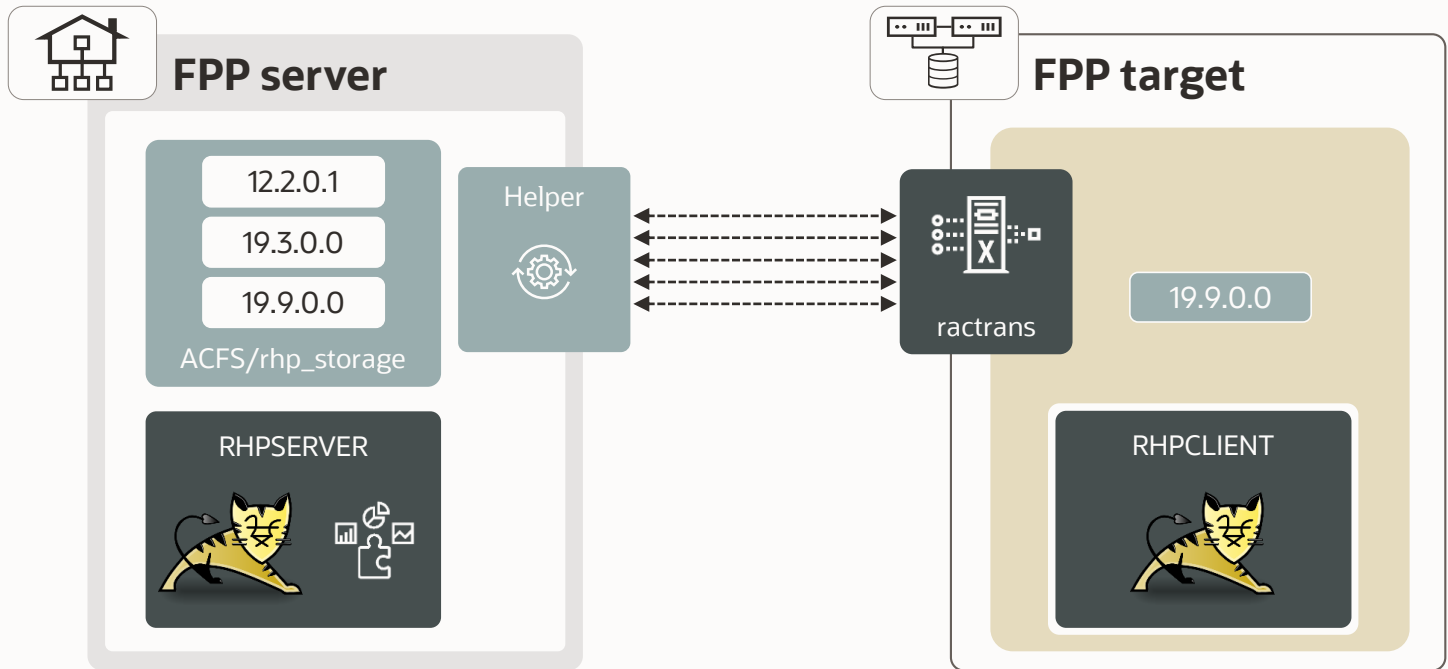 FPP server
12.2.0.1
19.3.0.0
19.9.0.0
ACFS/rhp_storage
Helper
RHPSERVER
FPP target
X
ractrans
19.9.0.0
RHPCLIENT